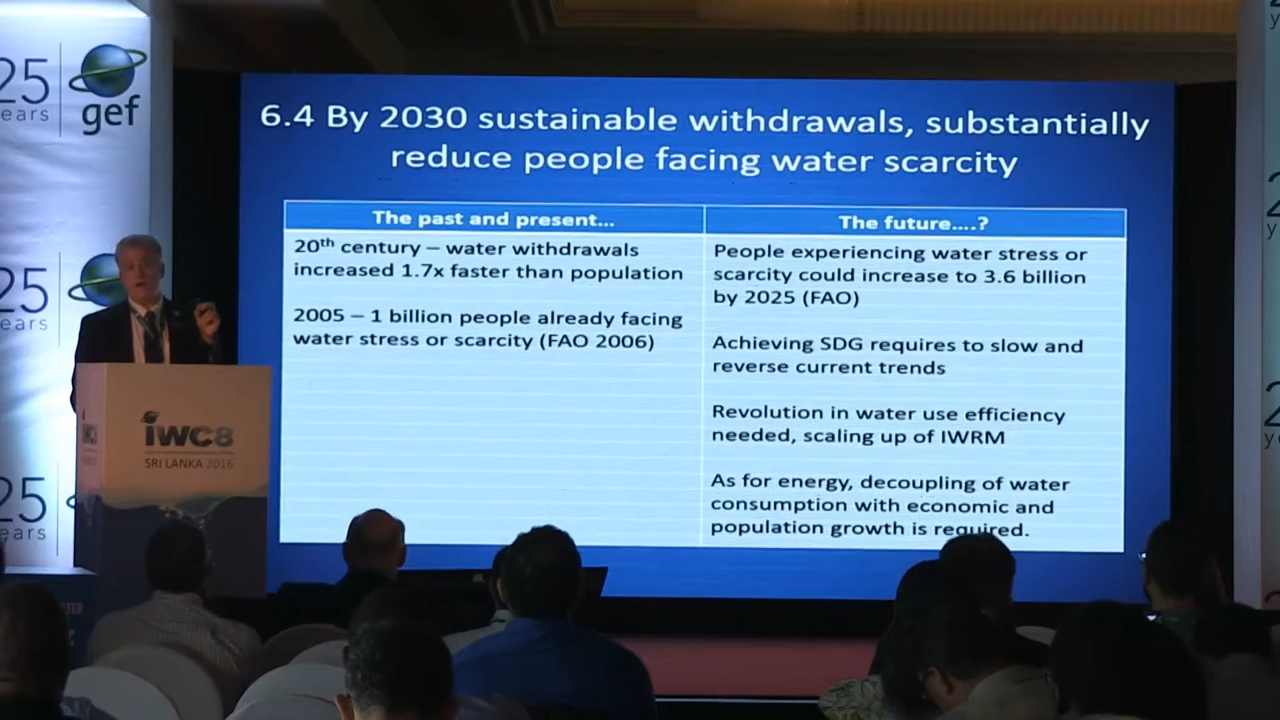 25
years
gef
6.4 By 2030 sustainable withdrawals, substantially
reduce people facing water scarcity
The past and present...
20th century – water withdrawals
increased 1.7x faster than population
2005 – 1 billion people already facing
water stress or scarcity (FAO 2006)
The future....?
People experiencing water stress or
scarcity could increase to 3.6 billion
by 2025 (FAO)
Achieving SDG requires to slow and
reverse current trends
Revolution in water use efficiency
needed, scaling up of IWRM
As for energy, decoupling of water
consumption with economic and
population growth is required.
25
ears
iWC8
SRI LANKA 2016
25
ears